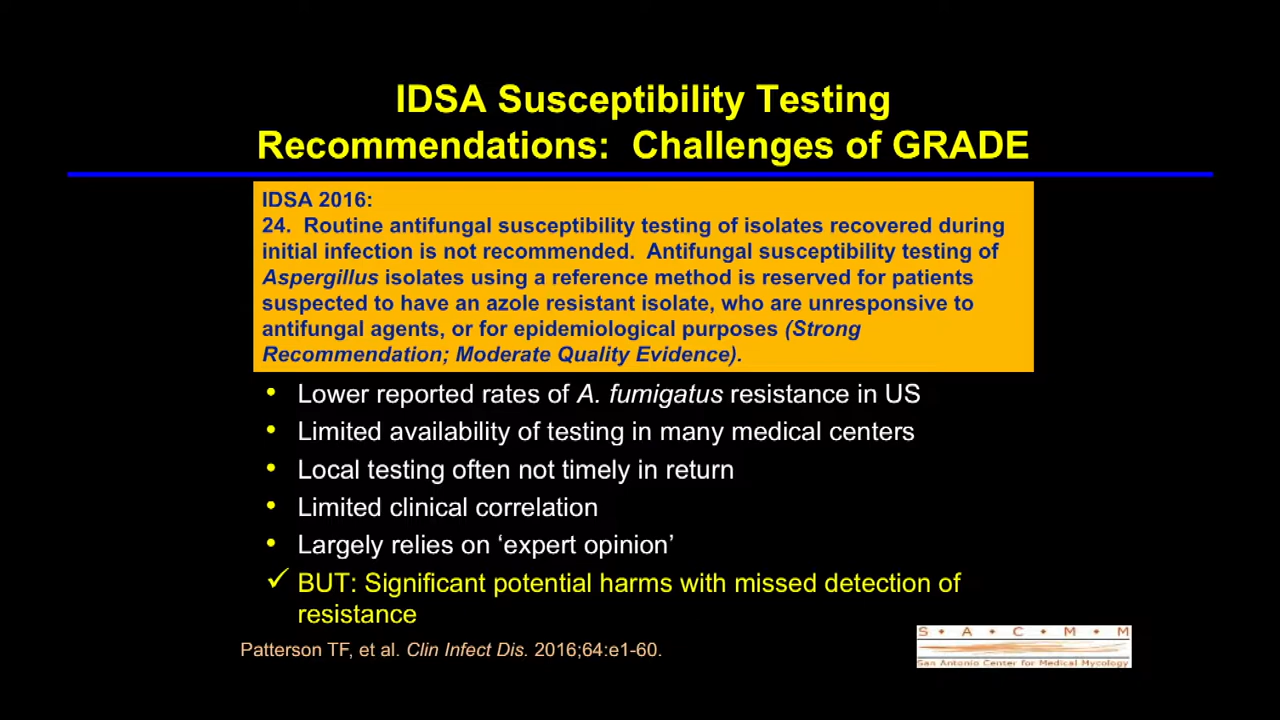 IDSA Susceptibility Testing
Recommendations: Challenges of GRADE
IDSA 2016:
24. Routine antifungal susceptibility testing of isolates recovered during
initial infection is not recommended. Antifungal susceptibility testing of
Aspergillus isolates using a reference method is reserved for patients
suspected to have an azole resistant isolate, who are unresponsive to
antifungal agents, or for epidemiological purposes (Strong
Recommendation; Moderate Quality Evidence).
• Lower reported rates of A. fumigatus resistance in US
• Limited availability of testing in many medical centers
• Local testing often not timely in return
• Limited clinical correlation
• Largely relies on ‘expert opinion’
✓ BUT: Significant potential harms with missed detection of
resistance
Patterson TF, et al. Clin Infect Dis. 2016;64:e1-60.
S • A • C • M • M
San Antonio Center for Medical Mycology